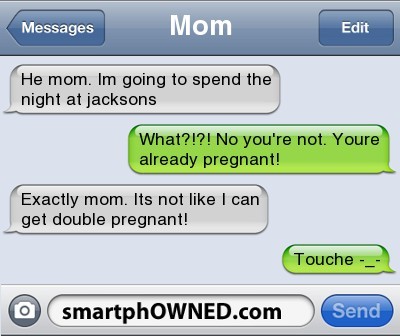 Messages
Mom
Edit
He mom. Im going to spend the
night at jacksons
What?!?! No you're not. Youre
already pregnant!
Exactly mom. Its not like I can
get double pregnant!
Touche -_-
smartphOWNED.com
Send